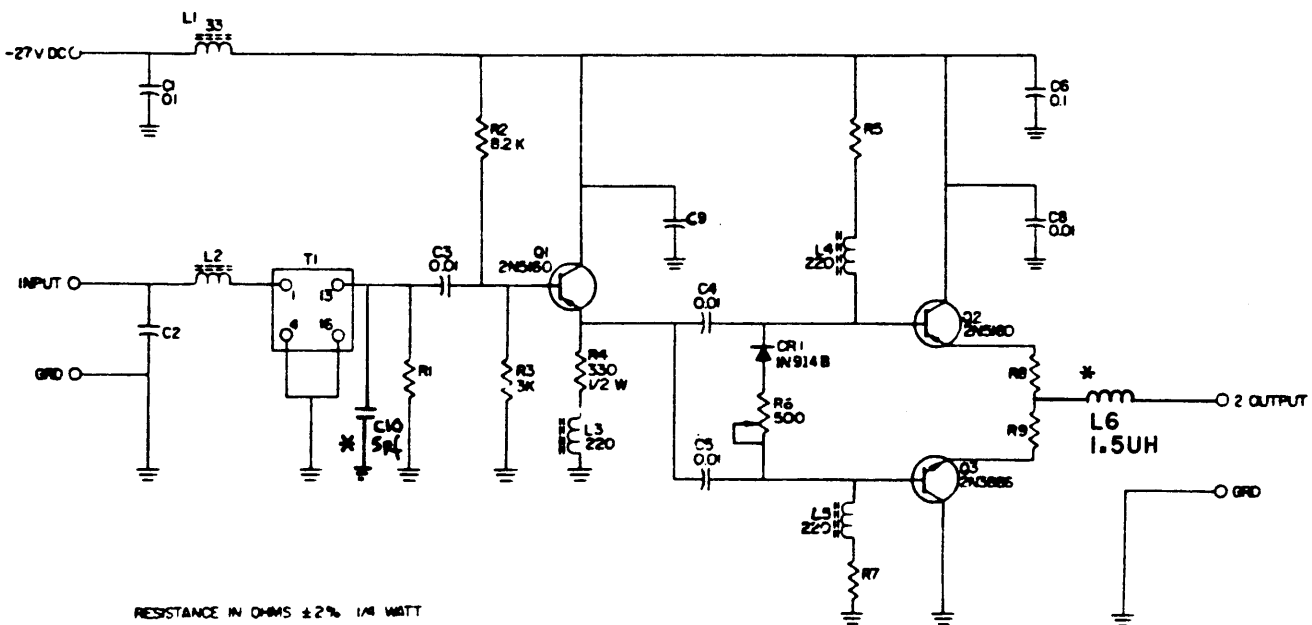 L1
33
-27V DC
C1
01
R2
8.2 K
R5
C6
0.1
C9
C8
0.01
L4
220
L2
T1
C3
0.01
Q1
2N5160
INPUT
1
13
4
16
C2
C4
0.01
Q2
2N5160
CR1
IN914B
GRD
R1
R3
3K
R4
330
1/2 W
R6
500
R8
*
2 OUTPUT
L6
1.5UH
* C10
5Pf
L3
220
C5
0.01
R9
Q3
2N3886
GRD
L5
220
R7
RESISTANCE IN OHMS ±2% 1/4 WATT